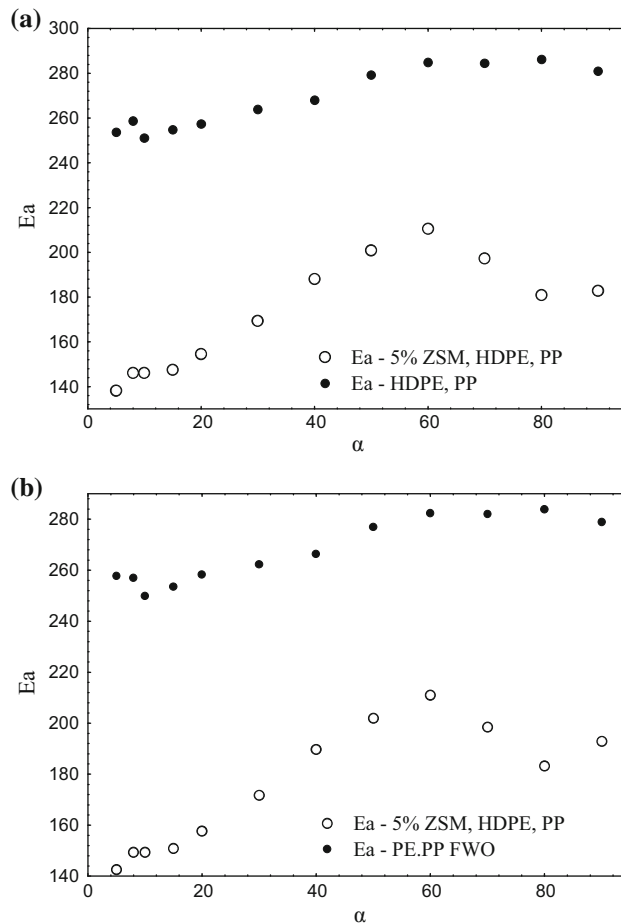 (a)
300
280
260
240
220
200
180
160
140
Ea
Ea - 5% ZSM, HDPE, PP
Ea - HDPE, PP
0 20 40 60 80
α
(b)
280
260
240
220
200
180
160
140
Ea
Ea - 5% ZSM, HDPE, PP
Ea - PE.PP FWO
0 20 40 60 80
α